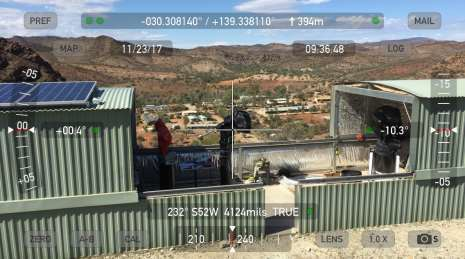 PREF -030.308140° / +139.338110° ↑394m MAIL
MAP 11/23/17 09:36:48 LOG
-05 -15
00 +00.4° -10.3° -10
+05 -05
232° S52W 4124mils TRUE
ZERO A-B CAL 210 240 LENS 1.0X S